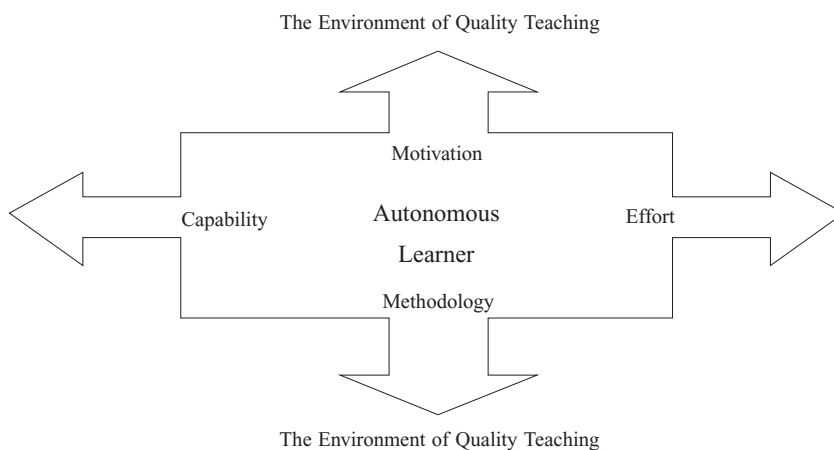 The Environment of Quality Teaching
Motivation
Capability
Autonomous
Learner
Effort
Methodology
The Environment of Quality Teaching